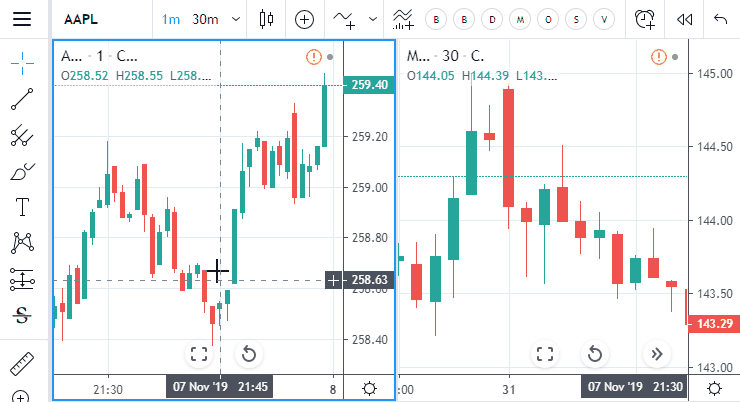 AAPL 1m 30m B B D M O S V
A... · 1 · C...
O258.52 H258.55 L258....
259.40
259.20
259.00
258.80
258.63
258.40
21:30 07 Nov '19 21:45 8
M... · 30 · C.
O144.05 H144.39 L143....
145.00
144.50
144.00
143.50
143.29
143.00
:00 31 07 Nov '19 21:30
T
S